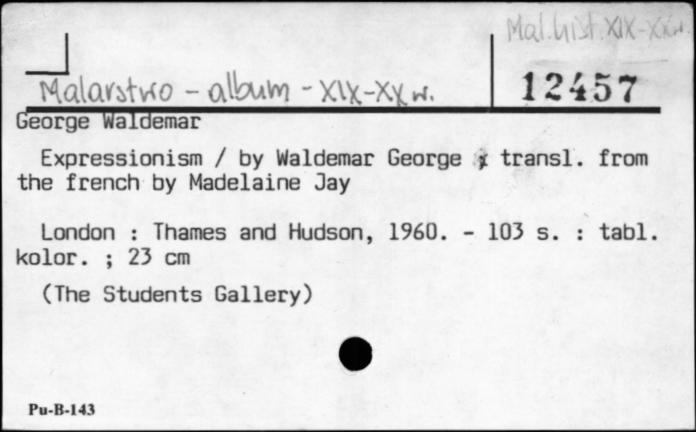 Mal.hist.XIX-XXw.
Malarstwo - album - XIX-XX w.
12457
George Waldemar
Expressionism / by Waldemar George ; transl. from
the french by Madelaine Jay
London : Thames and Hudson, 1960. - 103 s. : tabl.
kolor. ; 23 cm
(The Students Gallery)
Pu-B-143